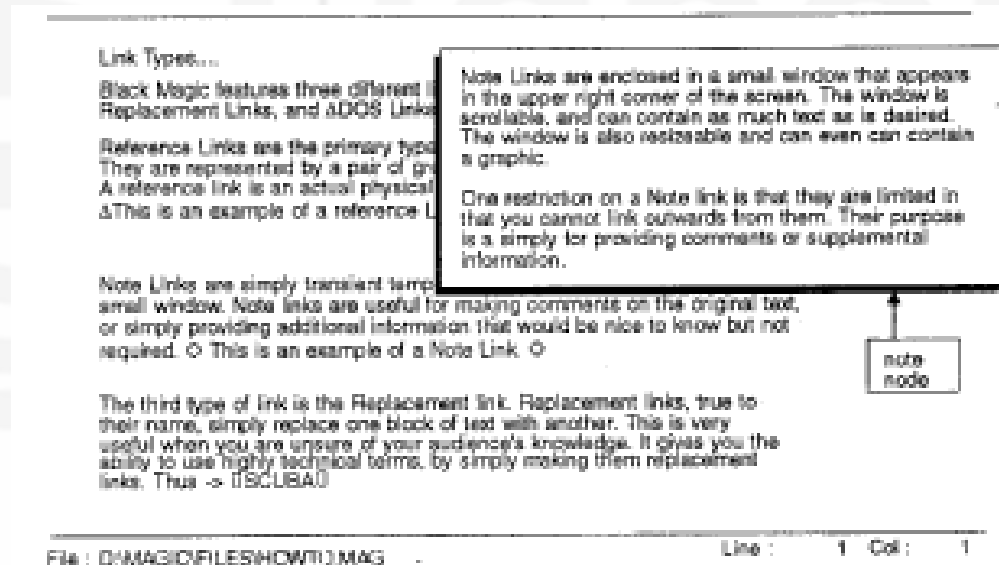 Link Types....
Black Magic features three different l
Replacement Links, and ΔDOS Links
Reference Links are the primary type
They are represented by a pair of gr
A reference link is an actual physical
ΔThis is an example of a reference L
Note Links are enclosed in a small window that appears
in the upper right corner of the screen. The window is
scrollable, and can contain as much text as is desired.
The window is also resizeable and can even can contain
a graphic.
One restriction on a Note link is that they are limited in
that you cannot link outwards from them. Their purpose
is a simply for providing comments or supplemental
information.
Note Links are simply transient temp
small window. Note links are useful for making comments on the original text,
or simply providing additional information that would be nice to know but not
required. ◇ This is an example of a Note Link ◇
note
node
The third type of link is the Replacement link. Replacement links, true to
their name, simply replace one block of text with another. This is very
useful when you are unsure of your audience's knowledge. It gives you the
ability to use highly technical terms, by simply making them replacement
links. Thus -> ▯SCUBA▯
File : D:\MAGIC\FILES\HOWTO.MAG
Line : 1 Col : 1